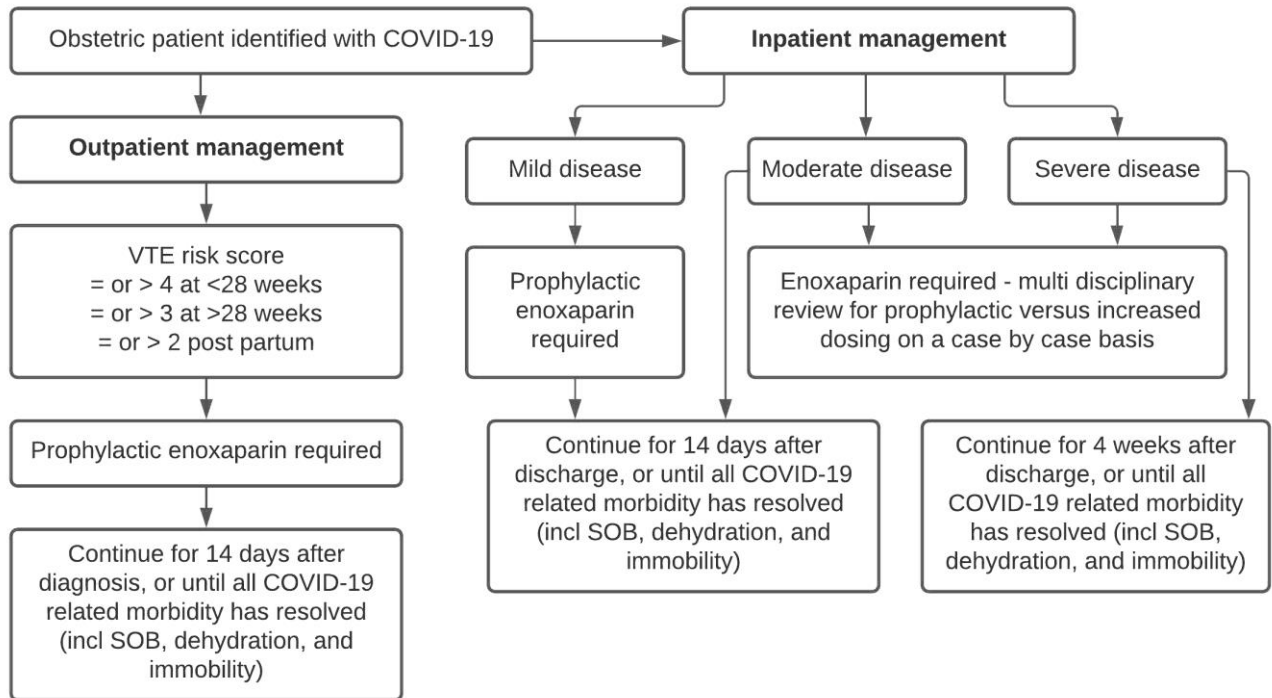 Obstetric patient identified with COVID-19
Inpatient management
Outpatient management
Mild disease
Moderate disease
Severe disease
VTE risk score
= or > 4 at <28 weeks
= or > 3 at >28 weeks
= or > 2 post partum
Prophylactic
enoxaparin
required
Enoxaparin required - multi disciplinary
review for prophylactic versus increased
dosing on a case by case basis
Prophylactic enoxaparin required
Continue for 14 days after
discharge, or until all COVID-19
related morbidity has resolved
(incl SOB, dehydration, and
immobility)
Continue for 4 weeks after
discharge, or until all
COVID-19 related morbidity
has resolved (incl SOB,
dehydration, and immobility)
Continue for 14 days after
diagnosis, or until all COVID-19
related morbidity has resolved
(incl SOB, dehydration, and
immobility)